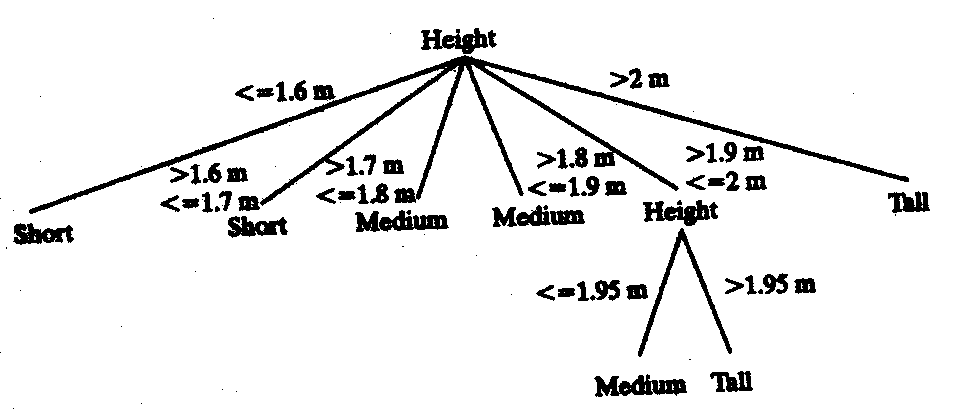 Height
<=1.6 m
>2 m
>1.6 m
<=1.7 m
>1.7 m
<=1.8 m
>1.8 m
<=1.9 m
>1.9 m
<=2 m
Short
Short
Medium
Medium
Height
Tall
<=1.95 m
>1.95 m
Medium
Tall